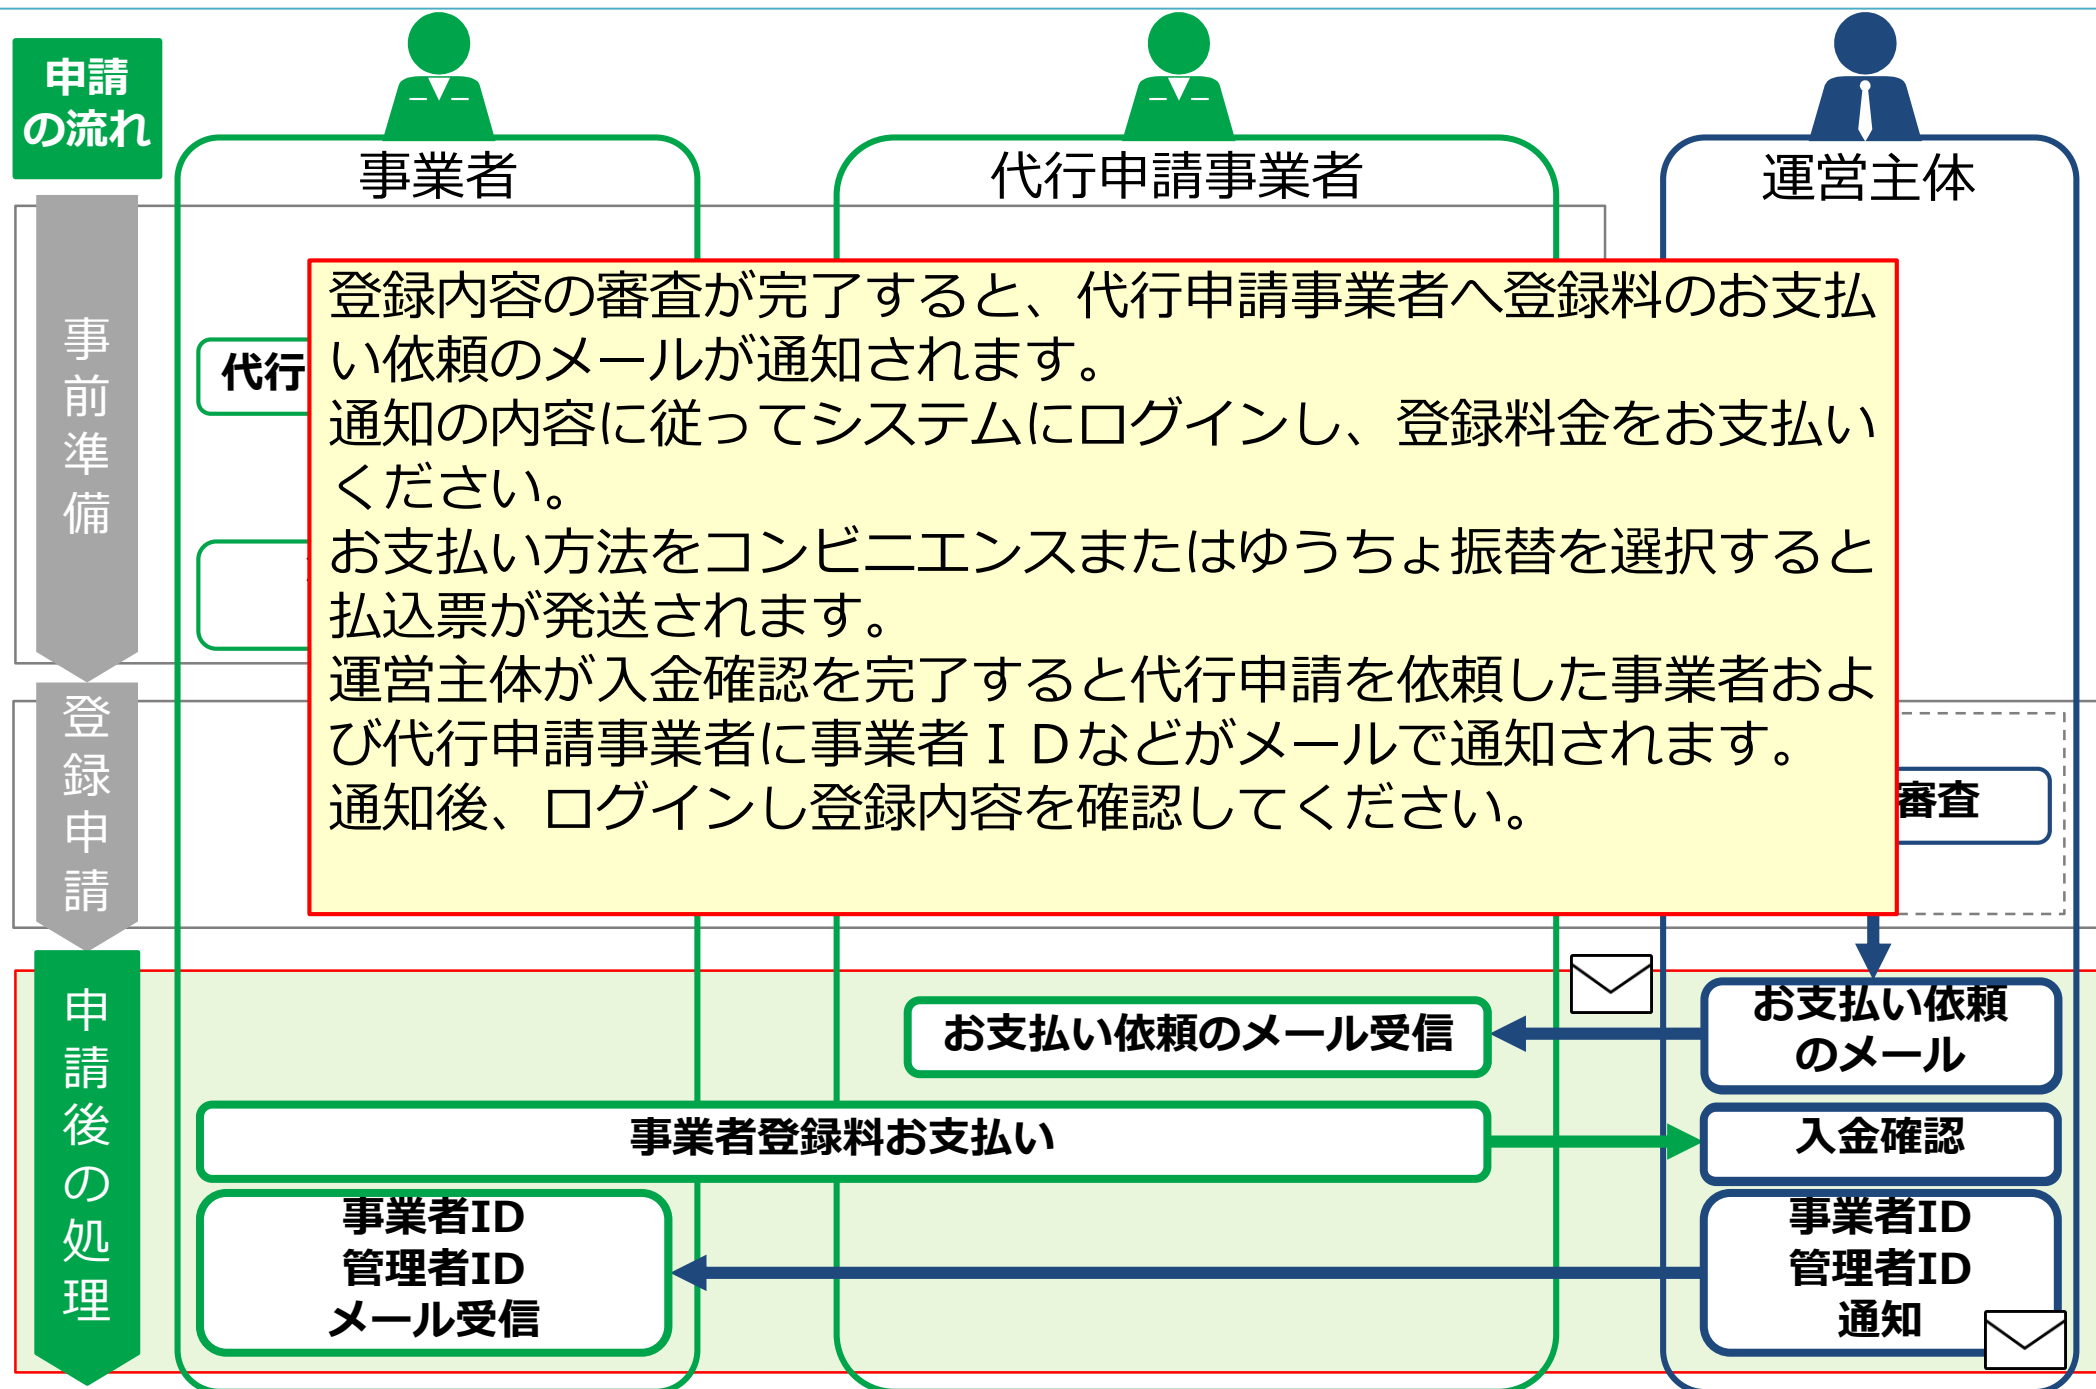 申請
の流れ
事業者
代行申請事業者
運営主体
事前準備
代行
登録内容の審査が完了すると、代行申請事業者へ登録料のお支払
い依頼のメールが通知されます。
通知の内容に従ってシステムにログインし、登録料金をお支払い
ください。
お支払い方法をコンビニエンスまたはゆうちょ振替を選択すると
払込票が発送されます。
運営主体が入金確認を完了すると代行申請を依頼した事業者およ
び代行申請事業者に事業者ＩＤなどがメールで通知されます。
通知後、ログインし登録内容を確認してください。
登録申請
審査
申請後の処理
お支払い依頼のメール受信
お支払い依頼
のメール
事業者登録料お支払い
入金確認
事業者ID
管理者ID
メール受信
事業者ID
管理者ID
通知